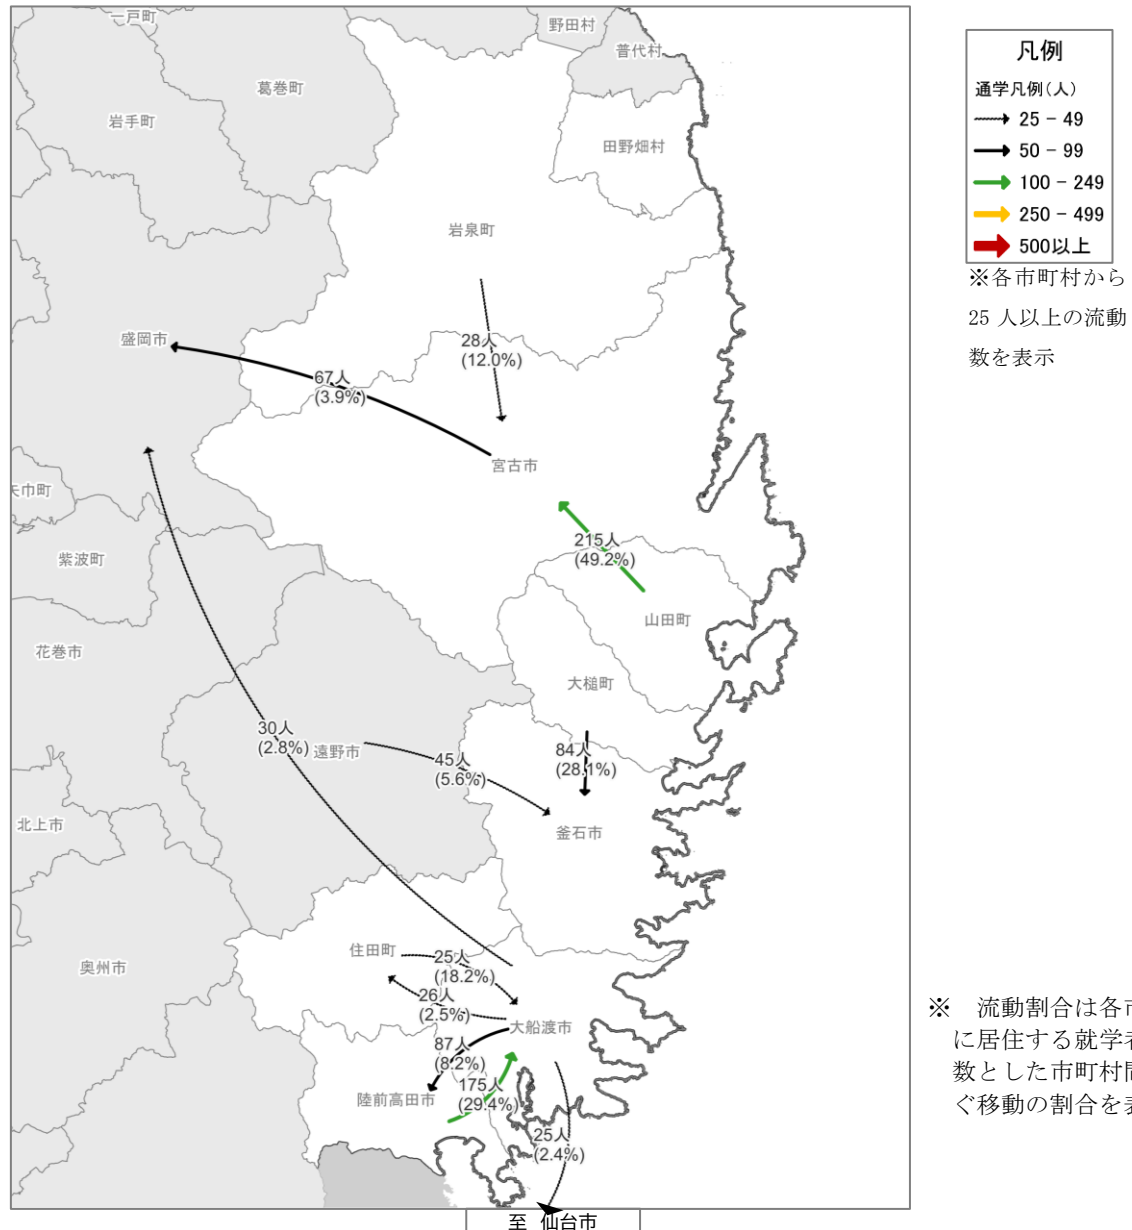 一戸町
野田村
普代村
葛巻町
岩手町
田野畑村
岩泉町
盛岡市
28人
(12.0%)
67人
(3.9%)
宮古市
矢巾町
215人
(49.2%)
紫波町
山田町
花巻市
大槌町
30人
(2.8%)
遠野市
45人
(5.6%)
84人
(28.1%)
北上市
釜石市
住田町
25人
(18.2%)
奥州市
26人
(2.5%)
大船渡市
87人
(8.2%)
175人
(29.4%)
陸前高田市
25人
(2.4%)
至 仙台市
凡例
通学凡例(人)
25 - 49
50 - 99
100 - 249
250 - 499
500以上
※各市町村から
25 人以上の流動
数を表示
※ 流動割合は各市
に居住する就学者
数とした市町村間
ぐ移動の割合を表